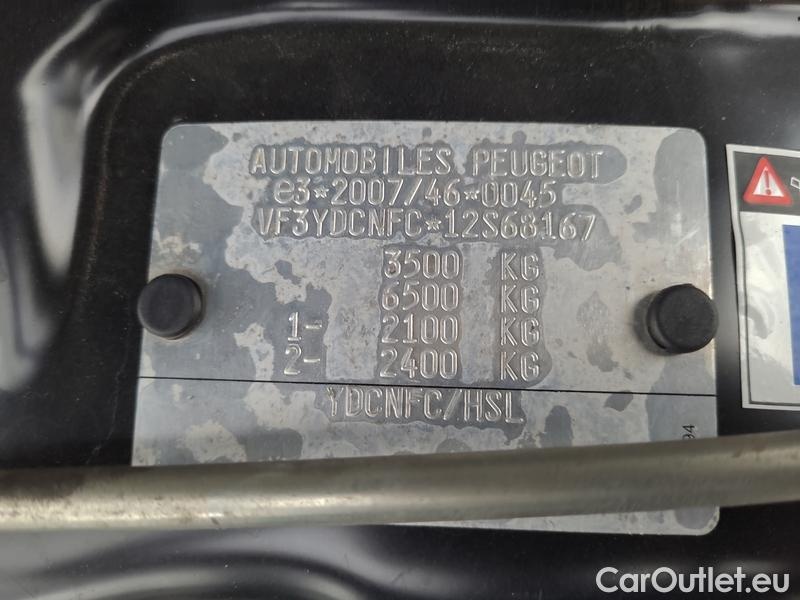 AUTOMOBILES PEUGEOT
e3*2007/46*0045
VF3YDCNFC*12S68167
3500 KG
6500 KG
1- 2100 KG
2- 2400 KG
YDCNFC/HSL
94
CarOutlet.eu